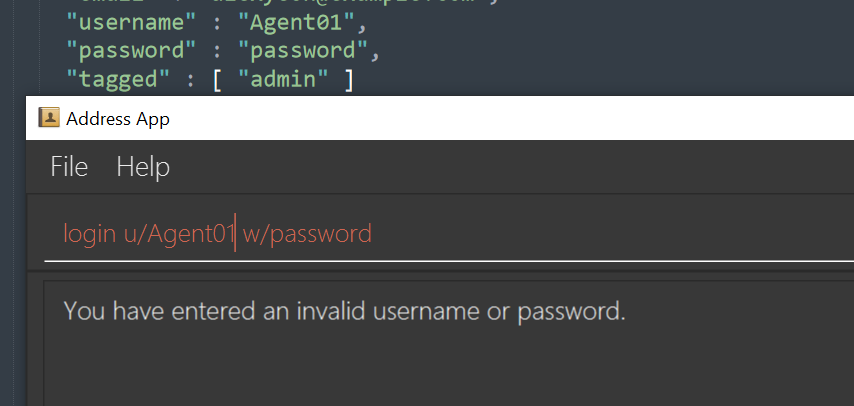 "username" : "Agent01",
"password" : "password",
"tagged" : [ "admin" ]
Address App
File Help
login u/Agent01 w/password
You have entered an invalid username or password.